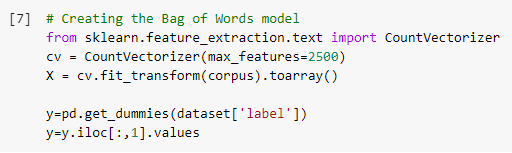 [7] # Creating the Bag of Words model
from sklearn.feature_extraction.text import CountVectorizer
cv = CountVectorizer(max_features=2500)
X = cv.fit_transform(corpus).toarray()
y=pd.get_dummies(dataset['label'])
y=y.iloc[:,1].values